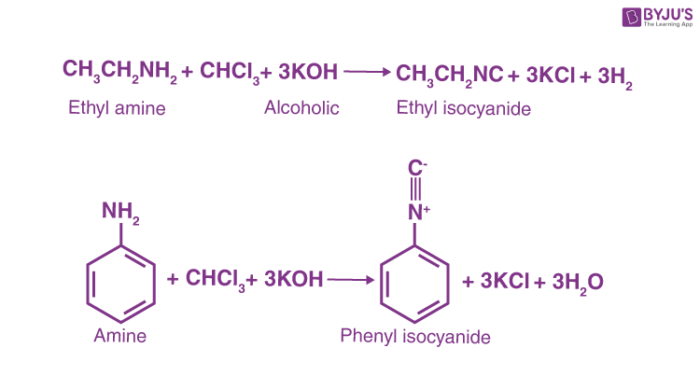 BYJU'S
The Learning App
CH₃CH₂NH₂ + CHCl₃ + 3KOH ⟶ CH₃CH₂NC + 3KCl + 3H₂
Ethyl amine Alcoholic Ethyl isocyanide
C⁻
NH₂ N⁺
+ CHCl₃ + 3KOH ⟶ + 3KCl + 3H₂O
Amine Phenyl isocyanide